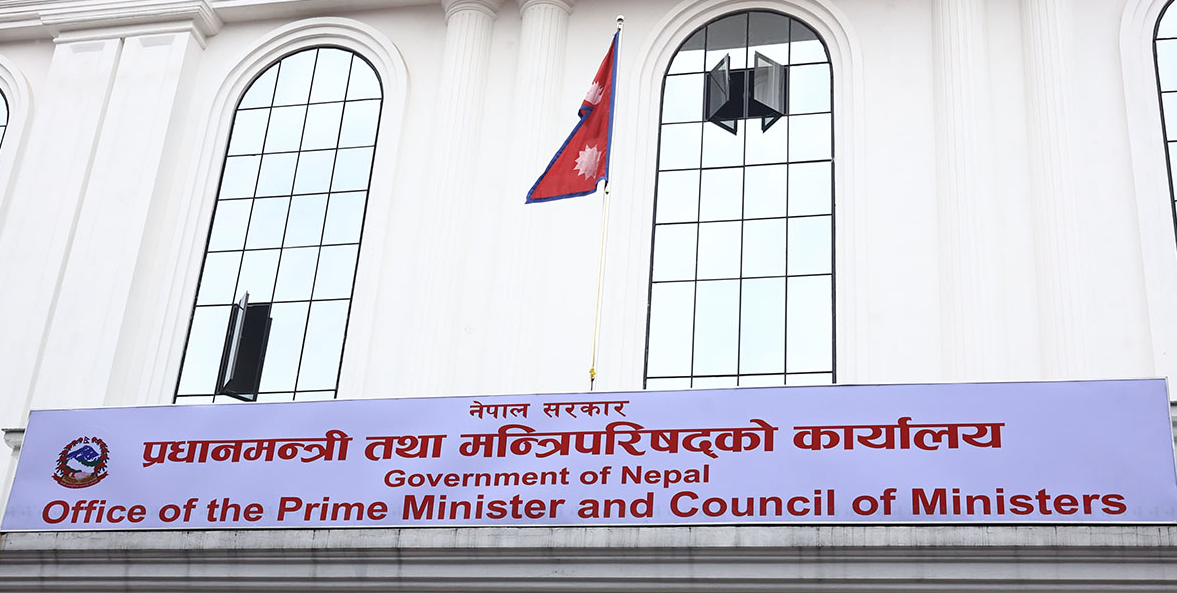 नेपाल सरकार
प्रधानमन्त्री तथा मन्त्रिपरिषद्को कार्यालय
Government of Nepal
Office of the Prime Minister and Council of Ministers